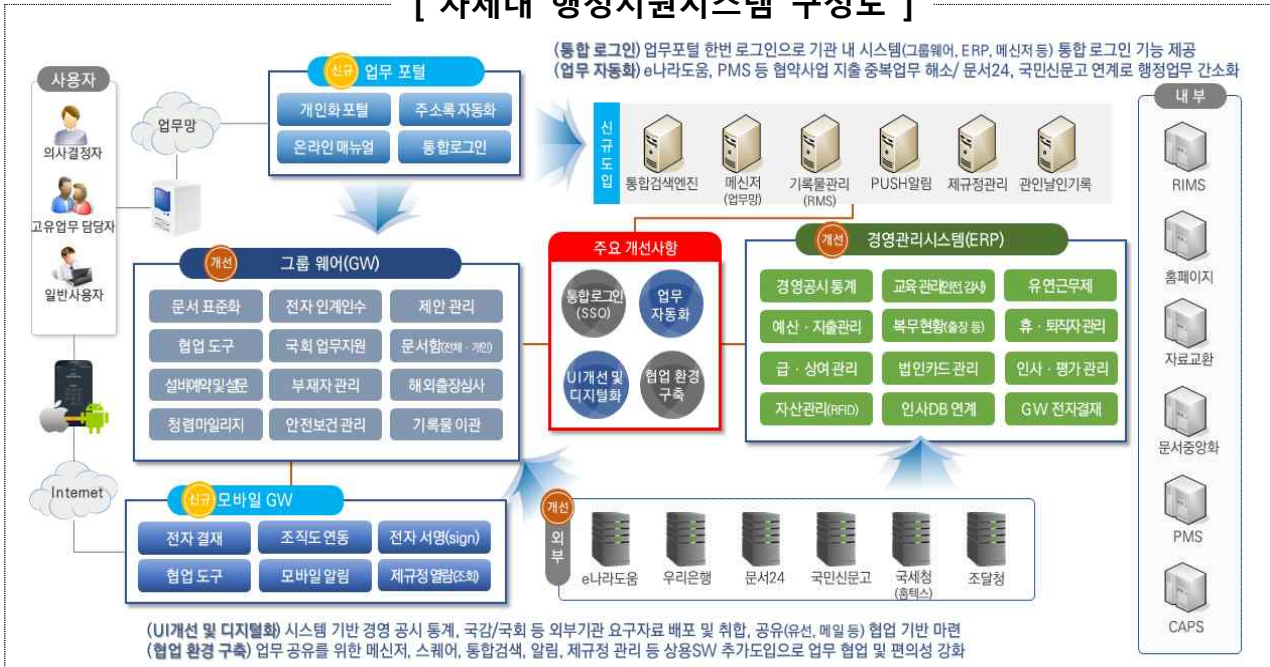 [ 차세대 행정지원시스템 구성도 ]
(통합 로그인) 업무포털 한번 로그인으로 기관 내 시스템(그룹웨어, ERP, 메신저 등) 통합 로그인 기능 제공
(업무 자동화) e나라도움, PMS 등 협약사업 지출 중복업무 해소/ 문서24, 국민신문고 연계로 행정업무 간소화
사용자
의사결정자
고유업무 담당자
일반사용자
업무망
Internet
신규 업무 포털
개인화 포털
주소록 자동화
온라인 매뉴얼
통합로그인
신규도입
통합검색엔진
메신저
(업무망)
기록물관리
(RMS)
PUSH알림
제규정관리
관인날인기록
내 부
RIMS
홈페이지
자료교환
문서중앙화
PMS
CAPS
개선 그룹 웨어(GW)
문서 표준화
전자 인계인수
제안 관리
협업 도구
국회 업무지원
문서함(전체 · 개인)
설비예약 및 설문
부재자 관리
해외출장심사
청렴마일리지
안전보건 관리
기록물 이관
주요 개선사항
통합로그인
(SSO)
업무
자동화
UI개선 및
디지털화
협업 환경
구축
개선 경영관리시스템(ERP)
경영공시 통계
교육 관리(안전, 감사)
유연근무제
예산 · 지출관리
복무현황(출장 등)
휴 · 퇴직자 관리
급 · 상여 관리
법인카드 관리
인사 · 평가 관리
자산관리(RFID)
인사DB 연계
GW 전자결재
신규 모바일 GW
전자 결재
조직도 연동
전자 서명(sign)
협업 도구
모바일 알림
제규정 열람(조회)
개선
외부
e나라도움
우리은행
문서24
국민신문고
국세청
(홈텍스)
조달청
(UI개선 및 디지털화) 시스템 기반 경영 공시 통계, 국감/국회 등 외부기관 요구자료 배포 및 취합, 공유(유선, 메일 등) 협업 기반 마련
(협업 환경 구축) 업무 공유를 위한 메신저, 스퀘어, 통합검색, 알림, 제규정 관리 등 상용SW 추가도입으로 업무 협업 및 편의성 강화